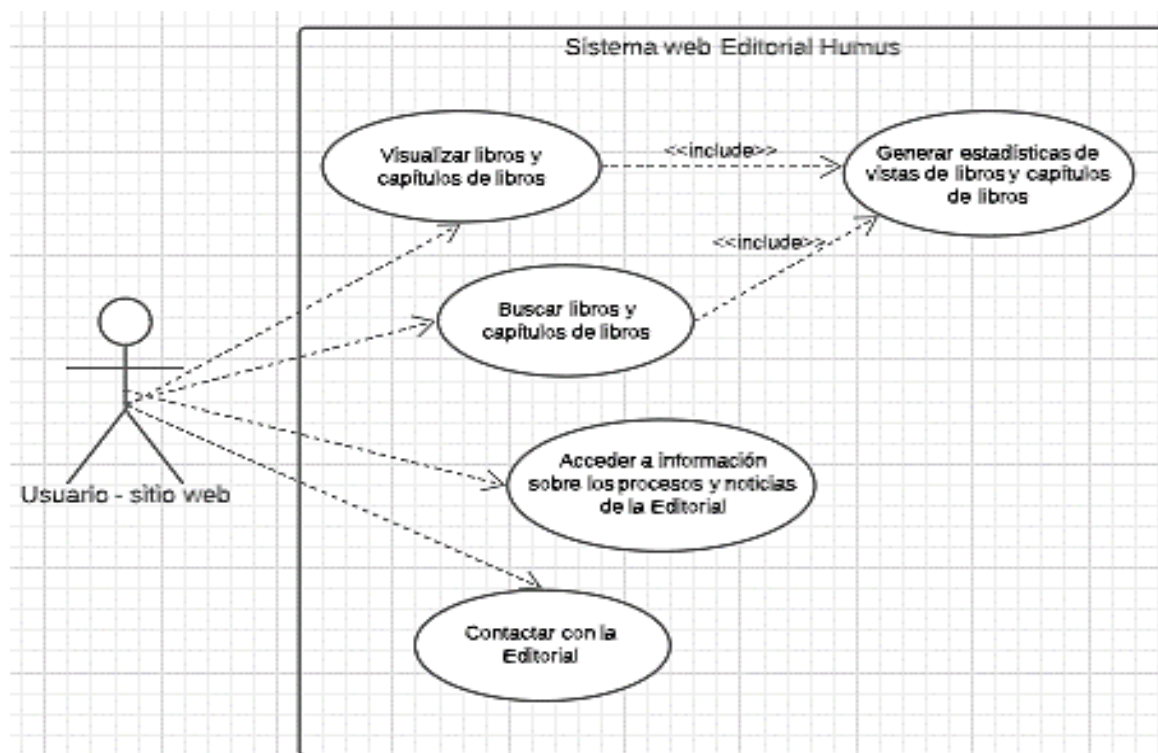 Sistema web Editorial Humus
Visualizar libros y
capítulos de libros
<<include>>
Generar estadísticas de
vistas de libros y capítulos
de libros
<<include>>
Buscar libros y
capítulos de libros
Usuario - sitio web
Acceder a información
sobre los procesos y noticias
de la Editorial
Contactar con la
Editorial